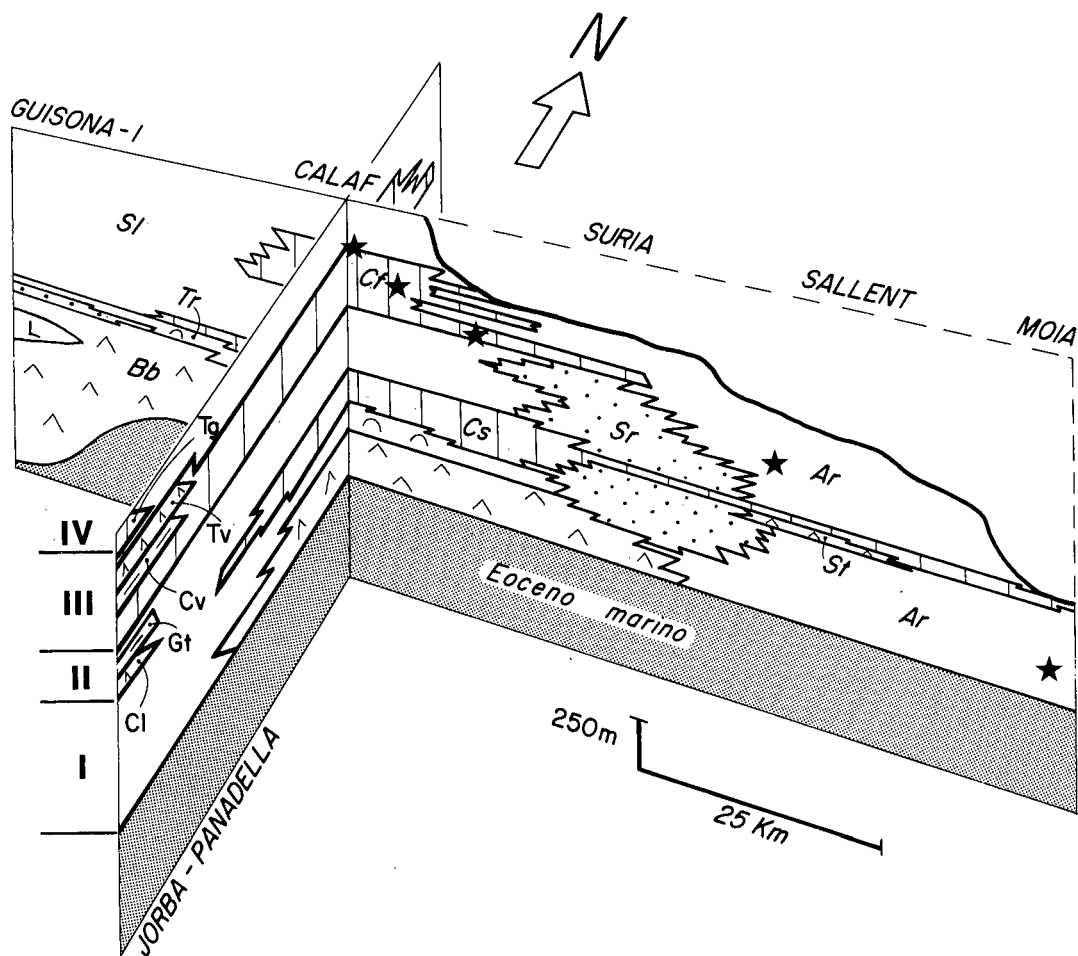 N
GUISONA-I
CALAF
SURIA
SALLENT
MOIA
Sl
Tr
L
Bb
Cf
Cs
Sr
Ar
St
Ar
Tg
Tv
Cv
Gt
Cl
IV
III
II
I
Eoceno marino
JORBA-PANADELLA
250m
25 Km